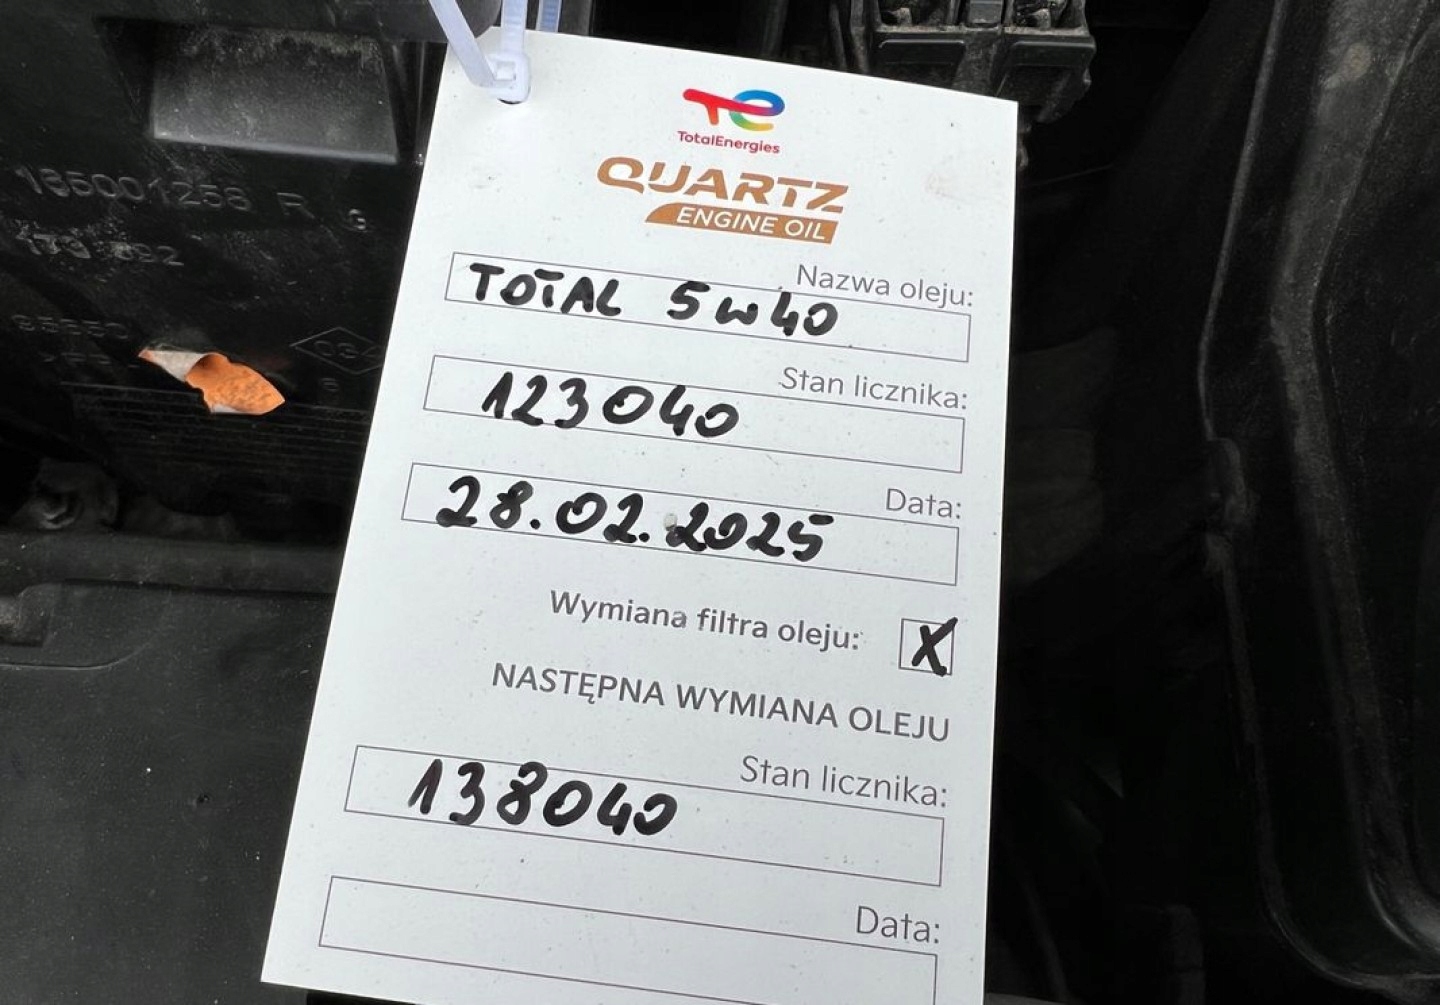 TotalEnergies
QUARTZ
ENGINE OIL
Nazwa oleju:
TOTAL 5W40
Stan licznika:
123040
Data:
28.02.2025
Wymiana filtra oleju: X
NASTĘPNA WYMIANA OLEJU
Stan licznika:
138040
Data:
165001256 R